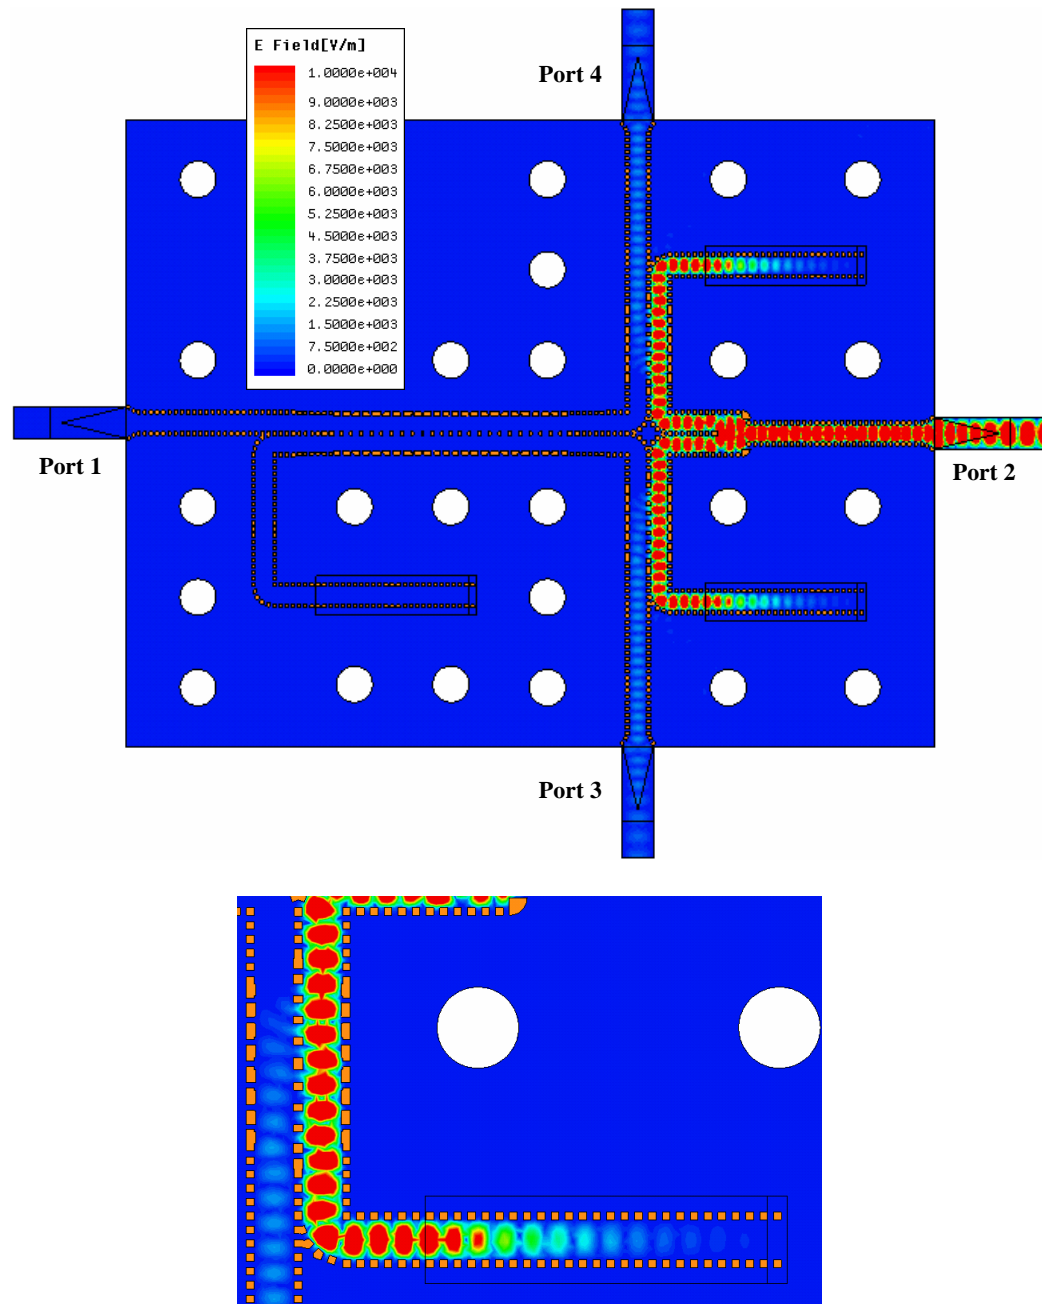 Port 4
E Field[V/m]
1.0000e+004
9.0000e+003
8.2500e+003
7.5000e+003
6.7500e+003
6.0000e+003
5.2500e+003
4.5000e+003
3.7500e+003
3.0000e+003
2.2500e+003
1.5000e+003
7.5000e+002
0.0000e+000
Port 1
Port 2
Port 3